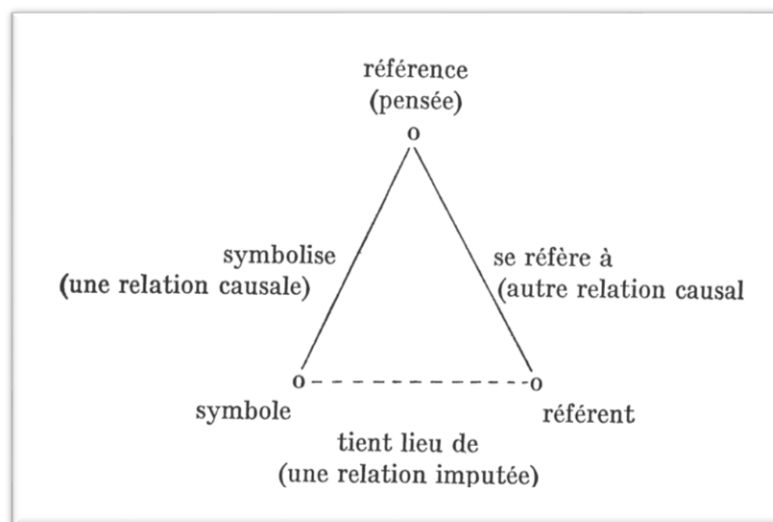 référence
(pensée)
symbolise
(une relation causale)
se réfère à
(autre relation causal
symbole
référent
tient lieu de
(une relation imputée)